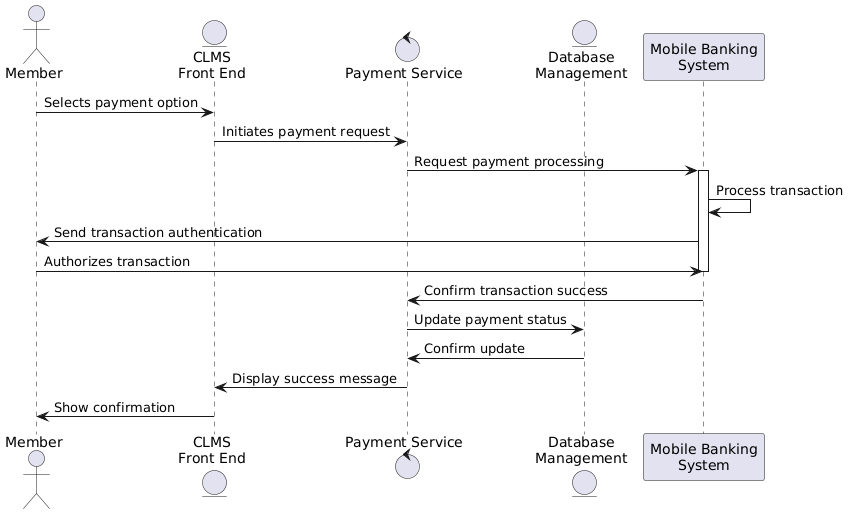 Member
CLMS
Front End
Payment Service
Database
Management
Mobile Banking
System
Selects payment option
Initiates payment request
Request payment processing
Process transaction
Send transaction authentication
Authorizes transaction
Confirm transaction success
Update payment status
Confirm update
Display success message
Show confirmation
Member
CLMS
Front End
Payment Service
Database
Management
Mobile Banking
System